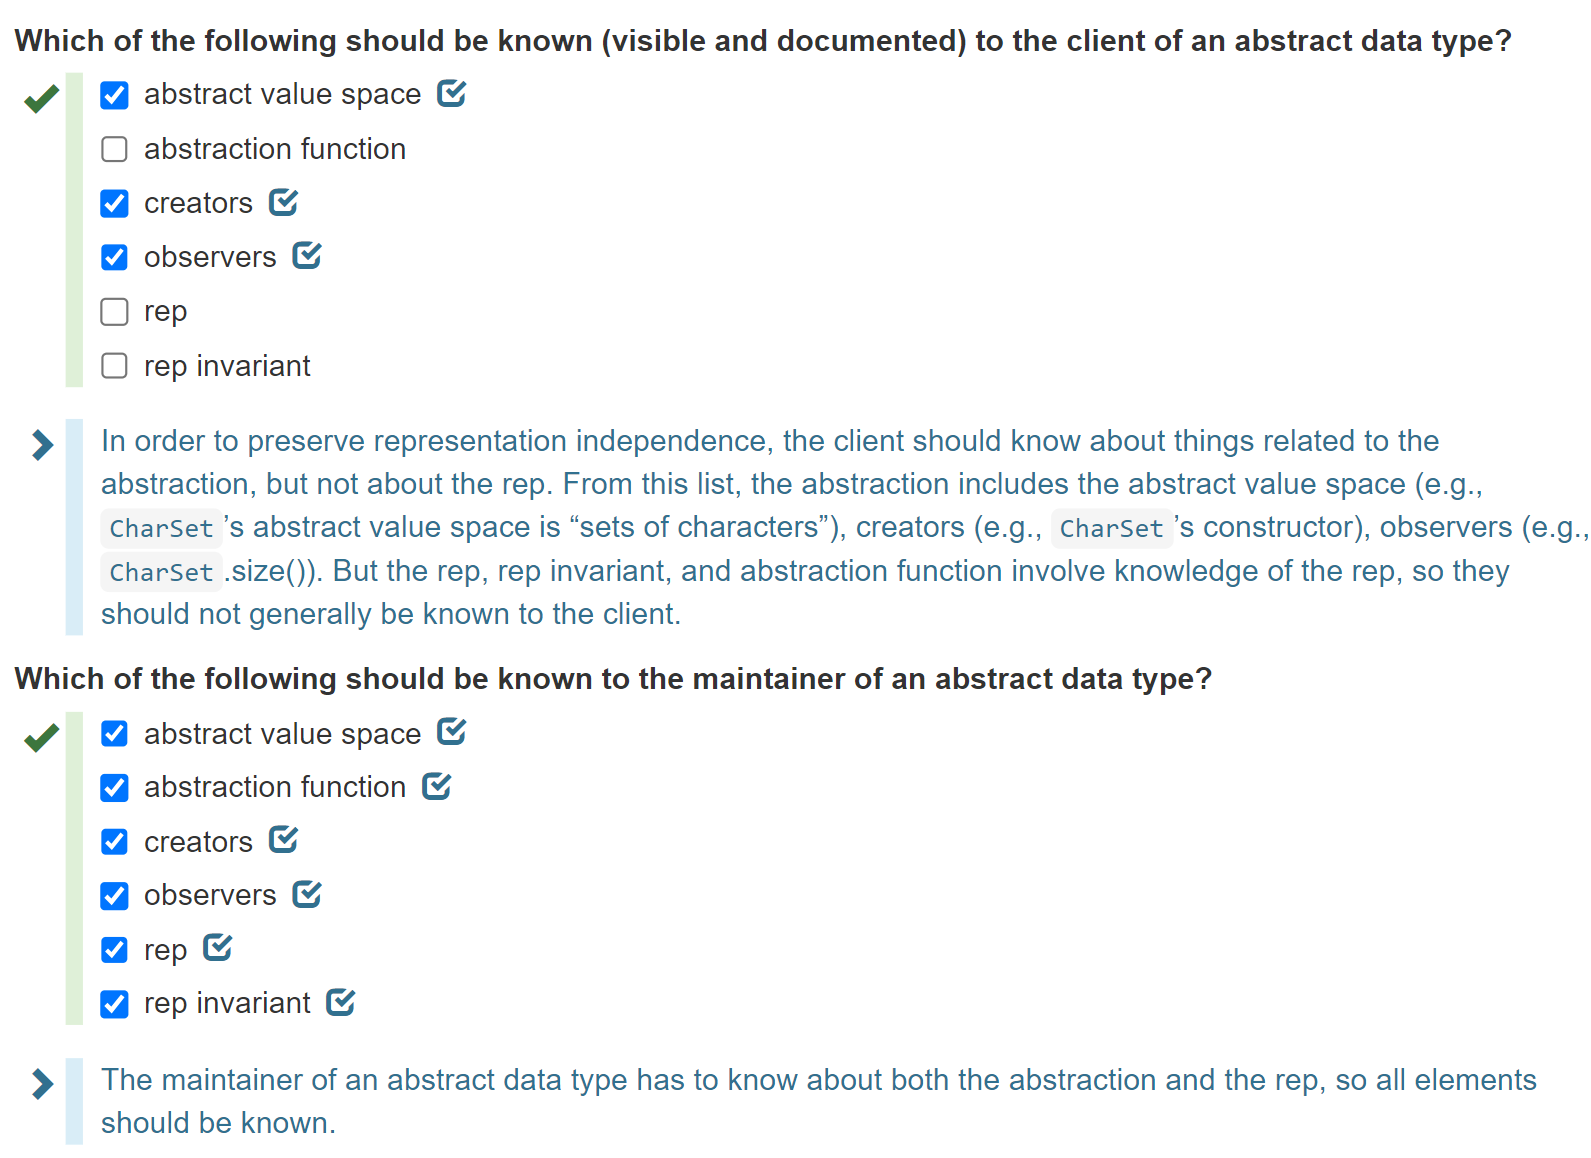 Which of the following should be known (visible and documented) to the client of an abstract data type?
abstract value space
abstraction function
creators
observers
rep
rep invariant
In order to preserve representation independence, the client should know about things related to the
abstraction, but not about the rep. From this list, the abstraction includes the abstract value space (e.g.,
CharSet’s abstract value space is “sets of characters”), creators (e.g., CharSet’s constructor), observers (e.g.,
CharSet.size()). But the rep, rep invariant, and abstraction function involve knowledge of the rep, so they
should not generally be known to the client.
Which of the following should be known to the maintainer of an abstract data type?
abstract value space
abstraction function
creators
observers
rep
rep invariant
The maintainer of an abstract data type has to know about both the abstraction and the rep, so all elements
should be known.